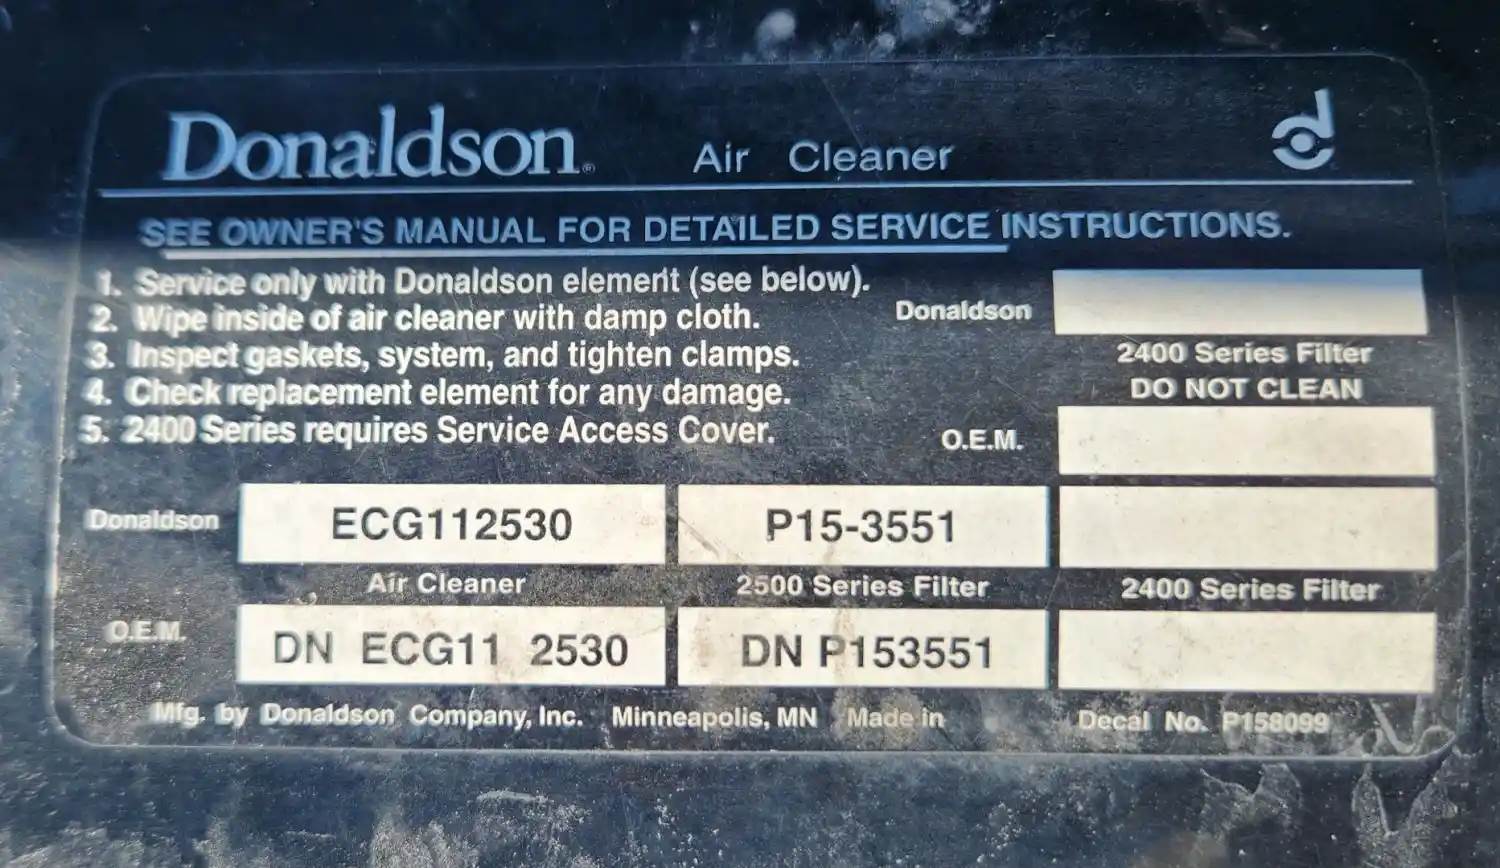 Donaldson®
Air Cleaner
SEE OWNER'S MANUAL FOR DETAILED SERVICE INSTRUCTIONS.
1. Service only with Donaldson element (see below).
2. Wipe inside of air cleaner with damp cloth.
3. Inspect gaskets, system, and tighten clamps.
4. Check replacement element for any damage.
5. 2400 Series requires Service Access Cover.
Donaldson
2400 Series Filter
DO NOT CLEAN
O.E.M.
Donaldson ECG112530 P15-3551
Air Cleaner 2500 Series Filter 2400 Series Filter
O.E.M. DN ECG11 2530 DN P153551
Mfg. by Donaldson Company, Inc. Minneapolis, MN Made in Decal No. P158099